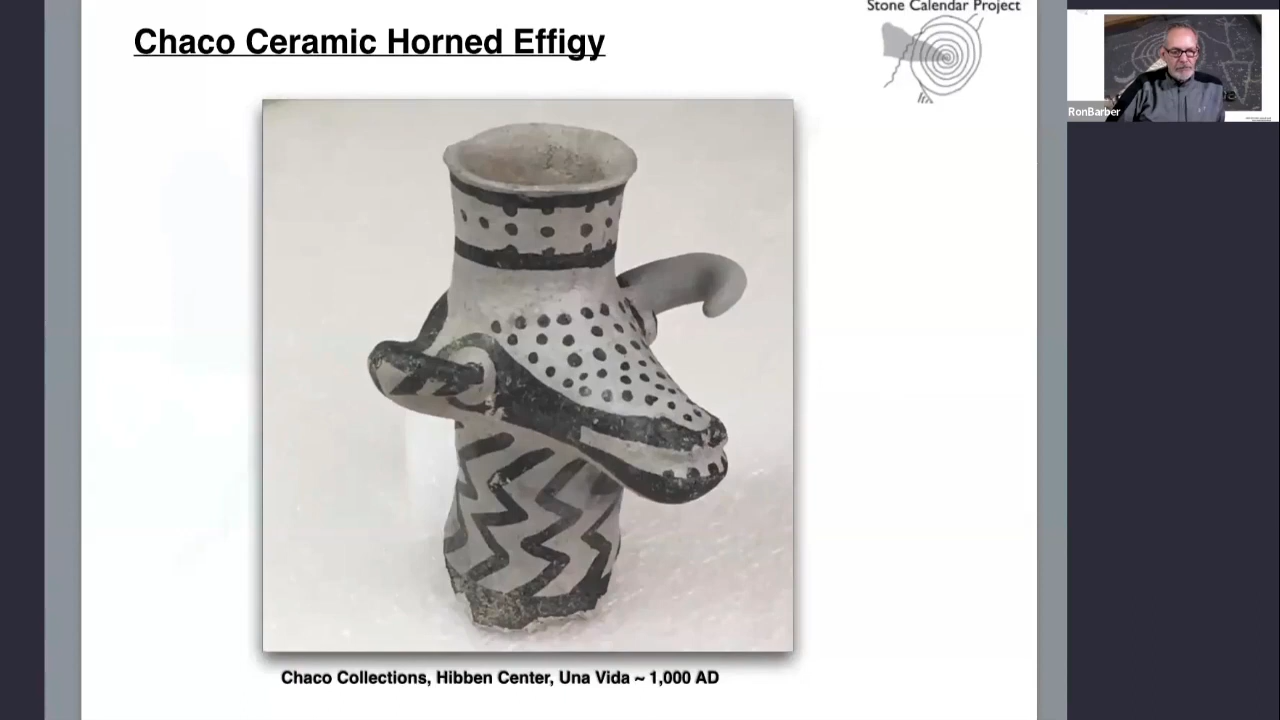 Stone Calendar Project
Chaco Ceramic Horned Effigy
RonBarber
Chaco Collections, Hibben Center, Una Vida ~ 1,000 AD